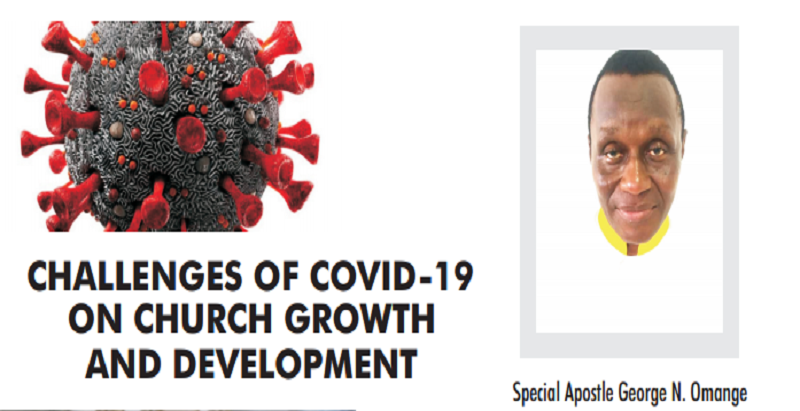 CHALLENGES OF COVID-19
ON CHURCH GROWTH
AND DEVELOPMENT
Special Apostle George N. Omange